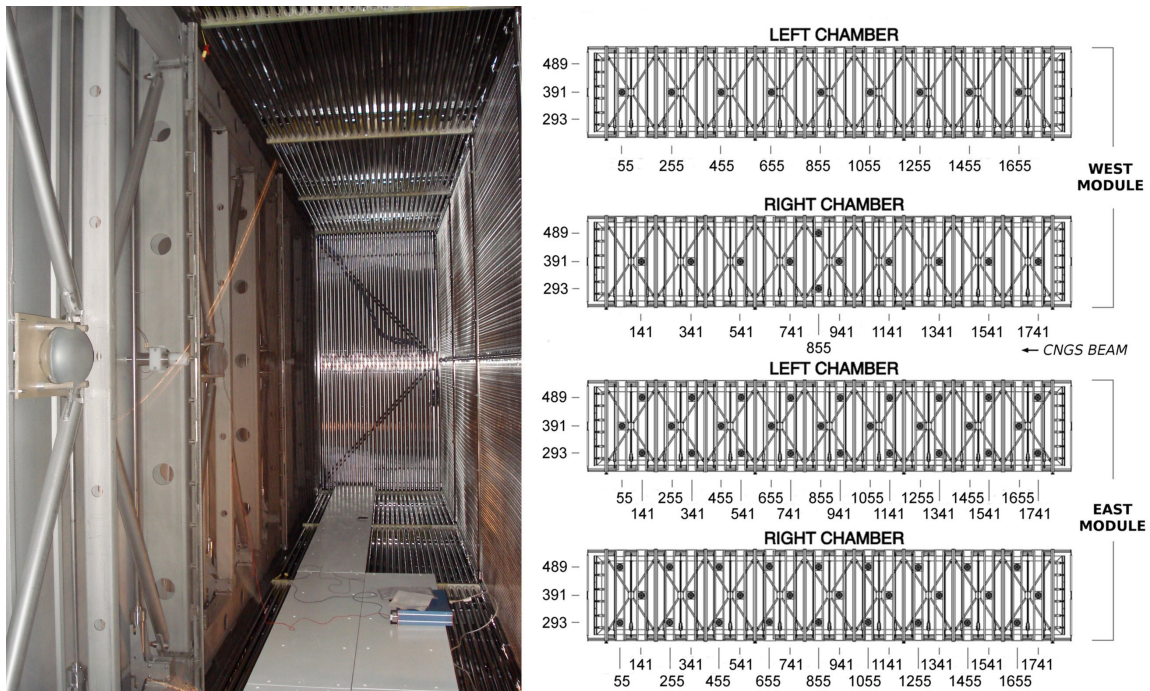 LEFT CHAMBER
489
391
293
55 255 455 655 855 1055 1255 1455 1655
WEST
MODULE
RIGHT CHAMBER
489
391
293
141 341 541 741 941 1141 1341 1541 1741
855
← CNGS BEAM
LEFT CHAMBER
489
391
293
55 255 455 655 855 1055 1255 1455 1655
141 341 541 741 941 1141 1341 1541 1741
EAST
MODULE
RIGHT CHAMBER
489
391
293
141 341 541 741 941 1141 1341 1541 1741
55 255 455 655 855 1055 1255 1455 1655